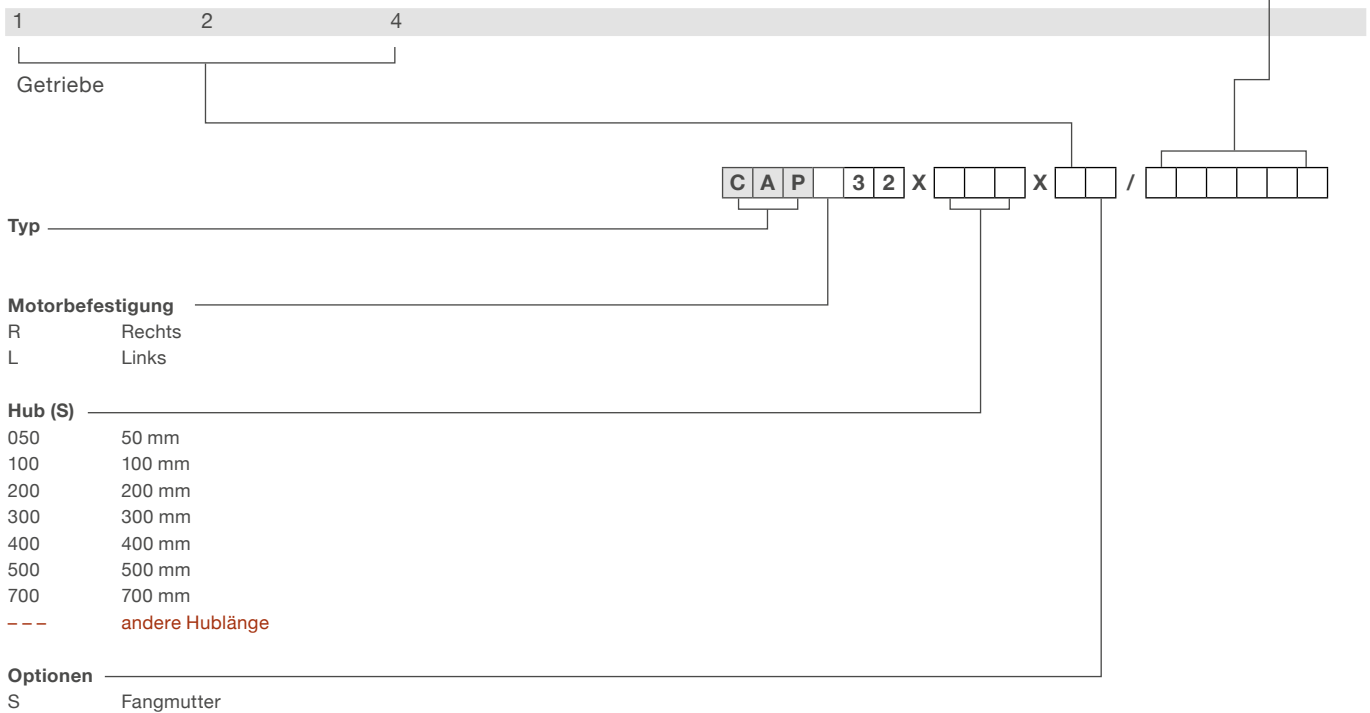 1 2 4
Getriebe
C A P 3 2 X X /
Typ
Motorbefestigung
R Rechts
L Links
Hub (S)
050 50 mm
100 100 mm
200 200 mm
300 300 mm
400 400 mm
500 500 mm
700 700 mm
– – – andere Hublänge
Optionen
S Fangmutter